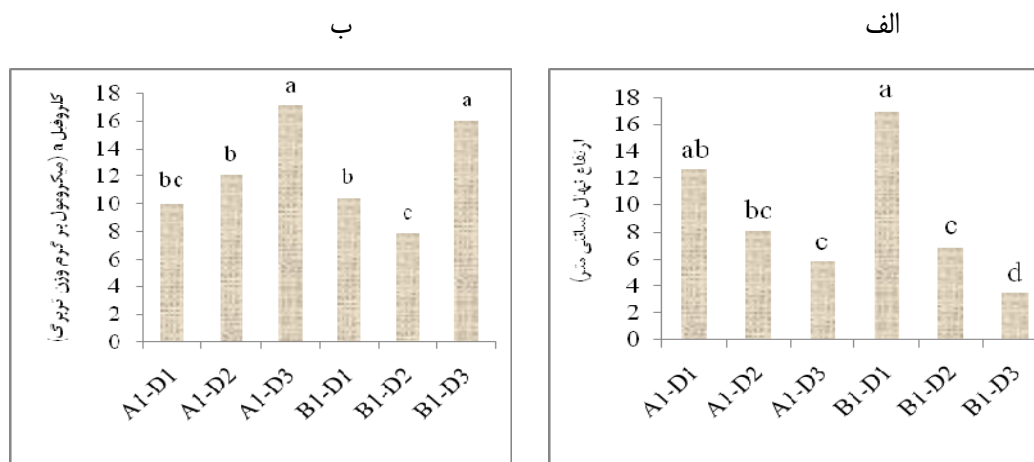 الف
ارتفاع نهال (سانتی متر)
18
16
14
12
10
8
6
4
2
0
ab
bc
c
a
c
d
A1-D1
A1-D2
A1-D3
B1-D1
B1-D2
B1-D3
ب
کلروفیل a (میکرومول بر گرم وزن تر برگ)
18
16
14
12
10
8
6
4
2
0
bc
b
a
b
c
a
A1-D1
A1-D2
A1-D3
B1-D1
B1-D2
B1-D3